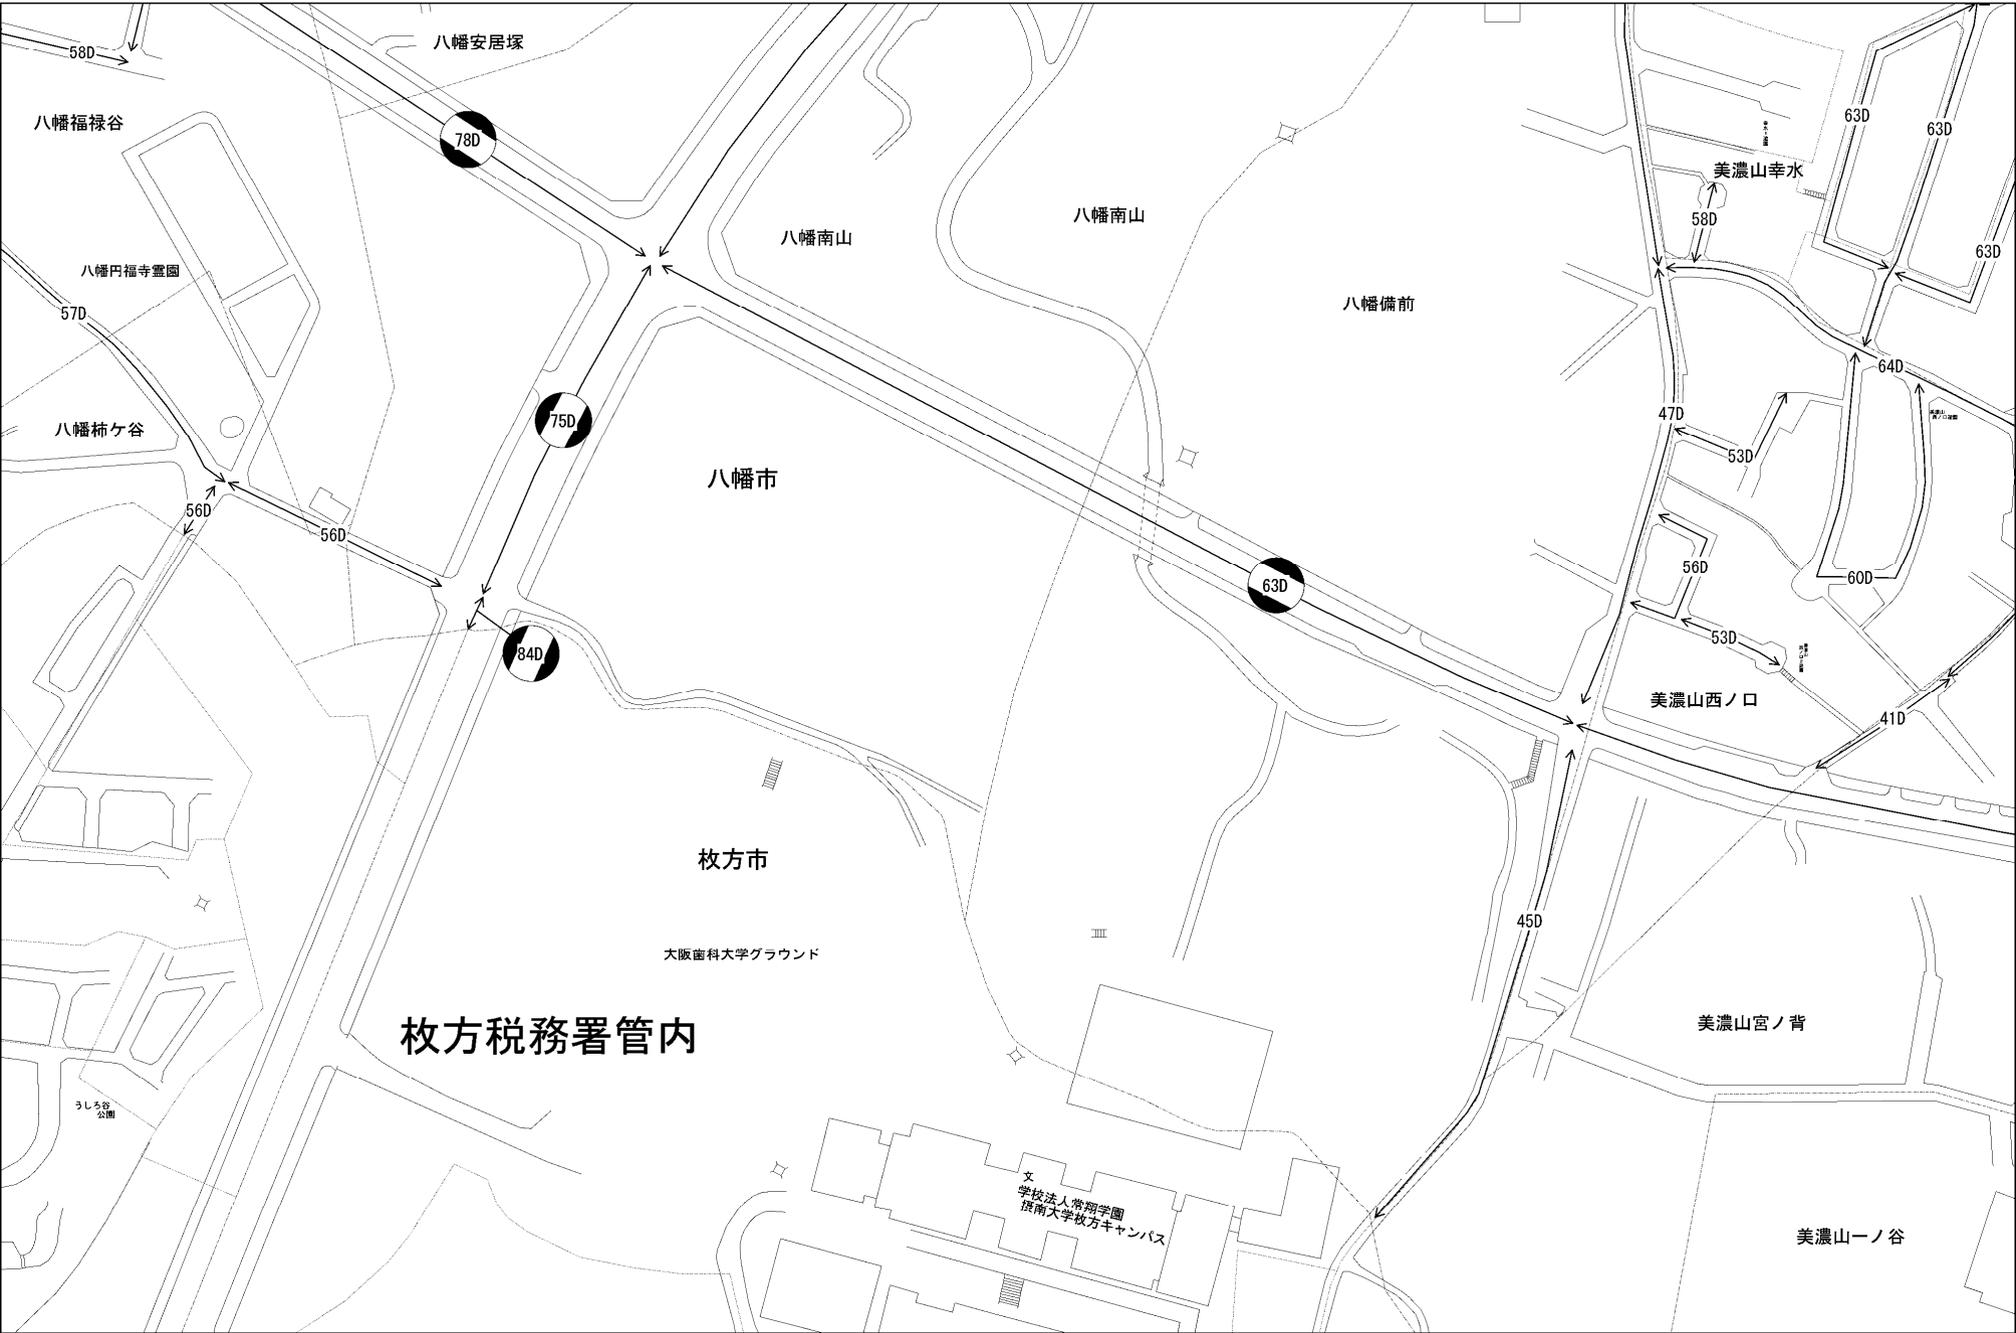 八幡安居塚
58D
八幡福禄谷
78D
63D
63D
美濃山幸水
八幡南山
八幡南山
58D
63D
八幡円福寺霊園
八幡備前
57D
64D
八幡柿ケ谷
75D
47D
53D
八幡市
56D
56D
56D
63D
60D
53D
84D
美濃山西ノロ
41D
枚方市
45D
大阪歯科大学グラウンド
枚方税務署管内
美濃山宮ノ背
うしろ谷
公園
文
学校法人常翔学園
摂南大学枚方キャンパス
美濃山一ノ谷